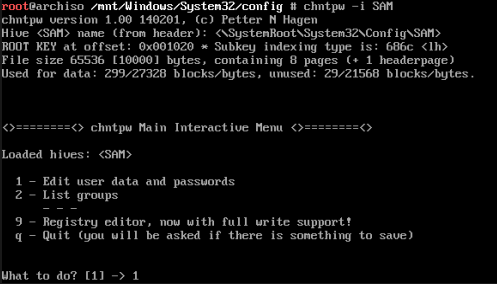 root@archiso /mnt/Windows/System32/config # chntpw -i SAM
chntpw version 1.00 140201, (c) Petter N Hagen
Hive <SAM> name (from header): <\SystemRoot\System32\Config\SAM>
ROOT KEY at offset: 0x001020 * Subkey indexing type is: 686c <lh>
File size 65536 [10000] bytes, containing 8 pages (+ 1 headerpage)
Used for data: 299/27328 blocks/bytes, unused: 29/21568 blocks/bytes.
<>========<> chntpw Main Interactive Menu <>========<>
Loaded hives: <SAM>
1 - Edit user data and passwords
2 - List groups
- - -
9 - Registry editor, now with full write support!
q - Quit (you will be asked if there is something to save)
What to do? [1] -> 1